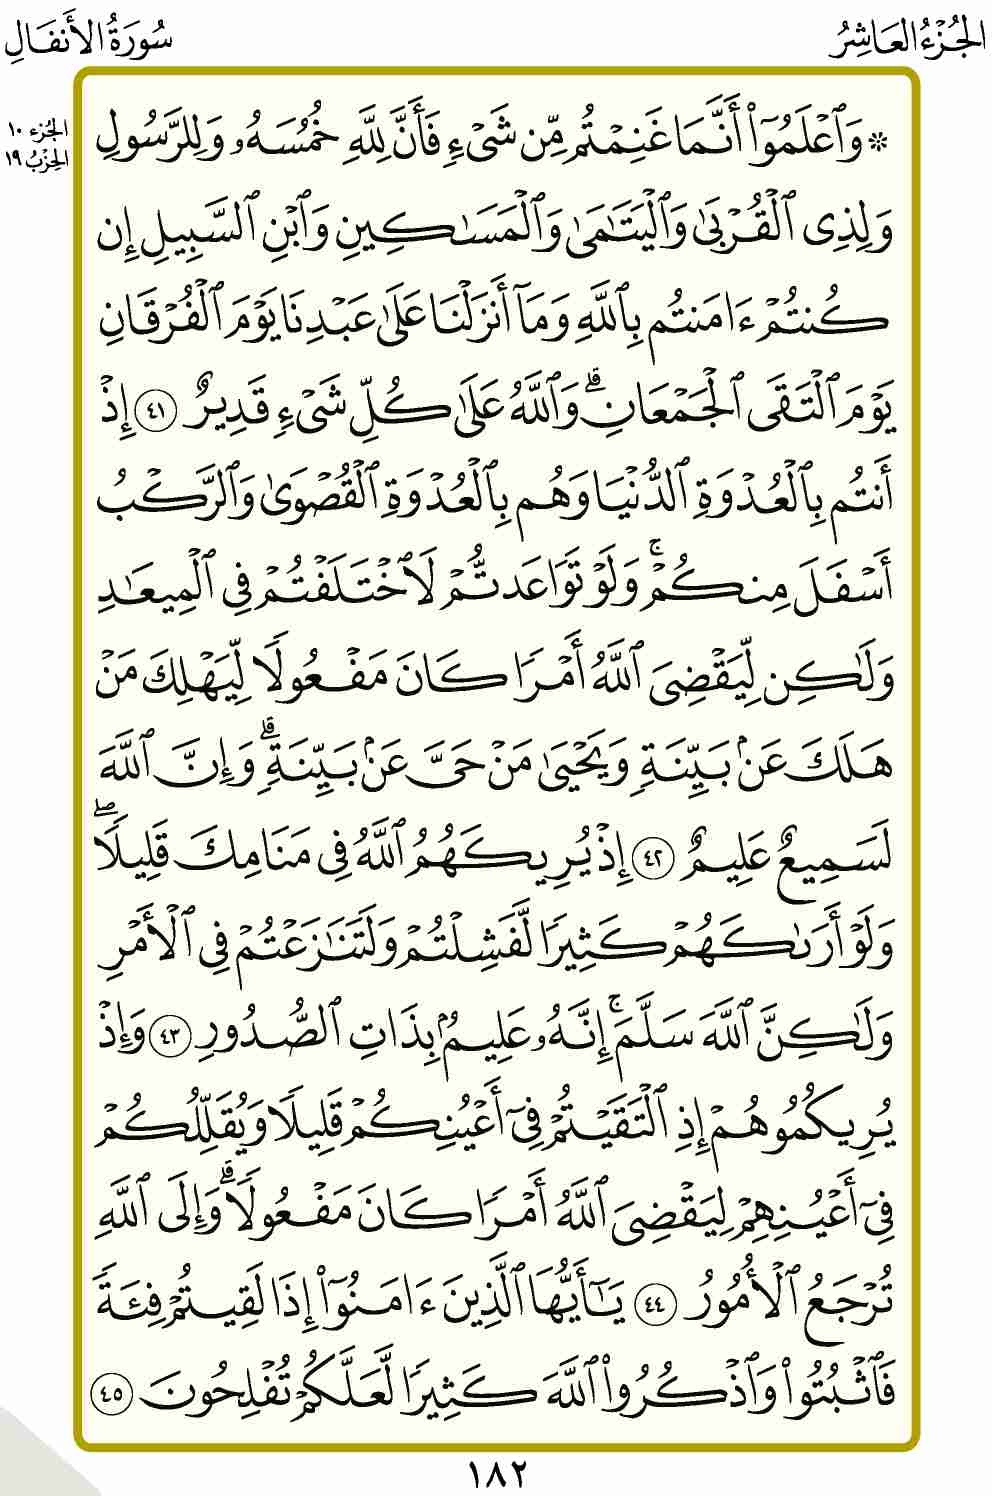 الجُزْءُ العَاشِرُ
سُورَةُ الأَنفَالِ
الجُزء ١٠
الحِزْبُ ١٩
۞ وَٱعْلَمُوٓا۟ أَنَّمَا غَنِمْتُم مِّن شَىْءٍ فَأَنَّ لِلَّهِ خُمُسَهُۥ وَلِلرَّسُولِ
وَلِذِى ٱلْقُرْبَىٰ وَٱلْيَتَـٰمَىٰ وَٱلْمَسَـٰكِينِ وَٱبْنِ ٱلسَّبِيلِ إِن
كُنتُمْ ءَامَنتُم بِٱللَّهِ وَمَآ أَنزَلْنَا عَلَىٰ عَبْدِنَا يَوْمَ ٱلْفُرْقَانِ
يَوْمَ ٱلْتَقَى ٱلْجَمْعَانِ ۗ وَٱللَّهُ عَلَىٰ كُلِّ شَىْءٍ قَدِيرٌ ٤١ إِذْ
أَنتُم بِٱلْعُدْوَةِ ٱلدُّنْيَا وَهُم بِٱلْعُدْوَةِ ٱلْقُصْوَىٰ وَٱلرَّكْبُ
أَسْفَلَ مِنكُمْ ۚ وَلَوْ تَوَاعَدتُّمْ لَٱخْتَلَفْتُمْ فِى ٱلْمِيعَـٰدِ
وَلَـٰكِن لِّيَقْضِىَ ٱللَّهُ أَمْرًا كَانَ مَفْعُولًا لِّيَهْلِكَ مَنْ
هَلَكَ عَنۢ بَيِّنَةٍ وَيَحْيَىٰ مَنْ حَىَّ عَنۢ بَيِّنَةٍ ۗ وَإِنَّ ٱللَّهَ
لَسَمِيعٌ عَلِيمٌ ٤٢ إِذْ يُرِيكَهُمُ ٱللَّهُ فِى مَنَامِكَ قَلِيلًا ۖ
وَلَوْ أَرَىٰكَهُمْ كَثِيرًا لَّفَشِلْتُمْ وَلَتَنَـٰزَعْتُمْ فِى ٱلْأَمْرِ
وَلَـٰكِنَّ ٱللَّهَ سَلَّمَ ۚ إِنَّهُۥ عَلِيمٌۢ بِذَاتِ ٱلصُّدُورِ ٤٣ وَإِذْ
يُرِيكُمُوهُمْ إِذِ ٱلْتَقَيْتُمْ فِىٓ أَعْيُنِكُمْ قَلِيلًا وَيُقَلِّلُكُمْ
فِىٓ أَعْيُنِهِمْ لِيَقْضِىَ ٱللَّهُ أَمْرًا كَانَ مَفْعُولًا ۗ وَإِلَى ٱللَّهِ
تُرْجَعُ ٱلْأُمُورُ ٤٤ يَـٰٓأَيُّهَا ٱلَّذِينَ ءَامَنُوٓا۟ إِذَا لَقِيتُمْ فِئَةً
فَٱثْبُتُوا۟ وَٱذْكُرُوا۟ ٱللَّهَ كَثِيرًا لَّعَلَّكُمْ تُفْلِحُونَ ٤٥
١٨٢